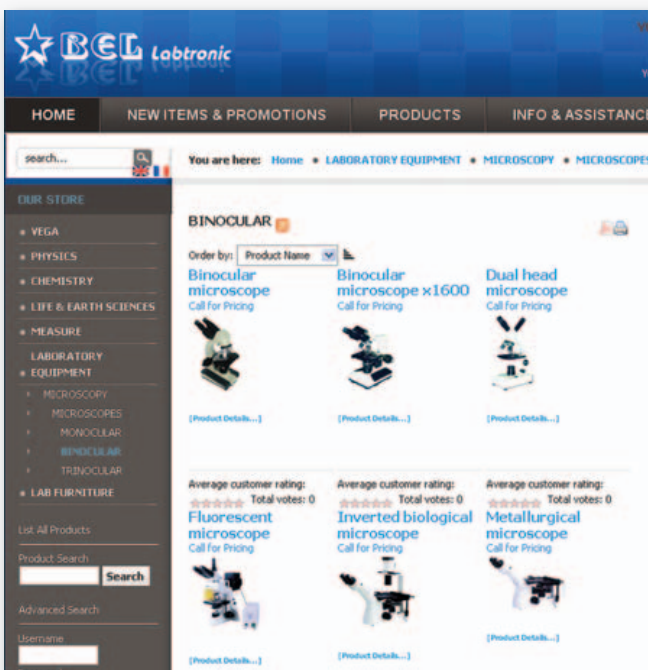 BEL Labtronic
HOME NEW ITEMS & PROMOTIONS PRODUCTS INFO & ASSISTANCE
search...
You are here: Home • LABORATORY EQUIPMENT • MICROSCOPY • MICROSCOPES
OUR STORE
VEGA
PHYSICS
CHEMISTRY
LIFE & EARTH SCIENCES
MEASURE
LABORATORY
EQUIPMENT
MICROSCOPY
MICROSCOPES
MONOCULAR
BINOCULAR
TRINOCULAR
LAB FURNITURE
List All Products
Product Search
Search
Advanced Search
Username
BINOCULAR
Order by: Product Name
Binocular Binocular Dual head
microscope microscope x1600 microscope
Call for Pricing Call for Pricing Call for Pricing
[Product Details...] [Product Details...] [Product Details...]
Average customer rating: Average customer rating: Average customer rating:
Total votes: 0 Total votes: 0 Total votes: 0
Fluorescent Inverted biological Metallurgical
microscope microscope microscope
Call for Pricing Call for Pricing Call for Pricing
[Product Details...] [Product Details...] [Product Details...]